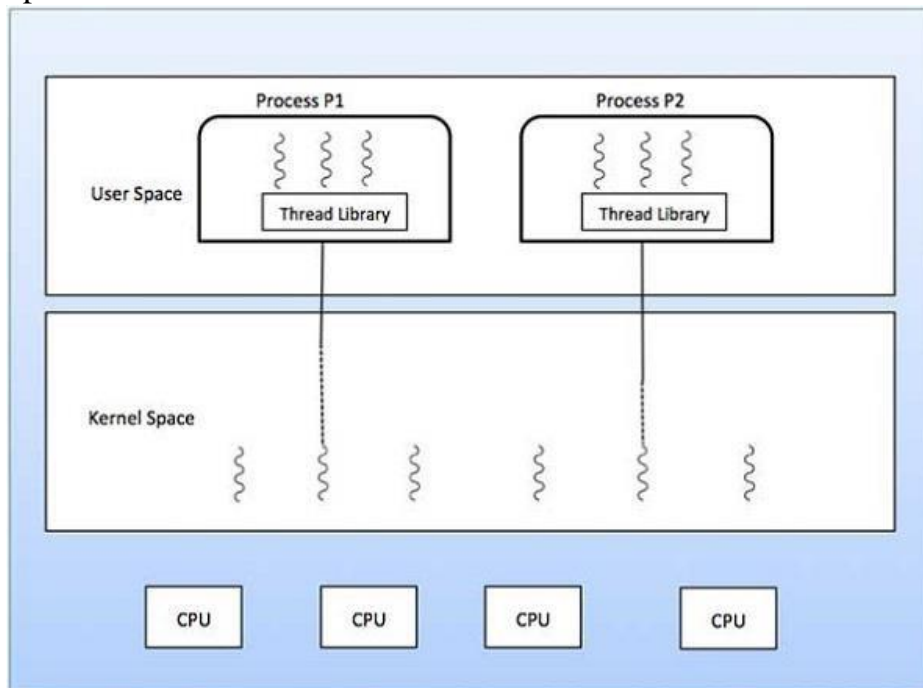 Process P1
Process P2
User Space
Thread Library
Thread Library
Kernel Space
CPU
CPU
CPU
CPU